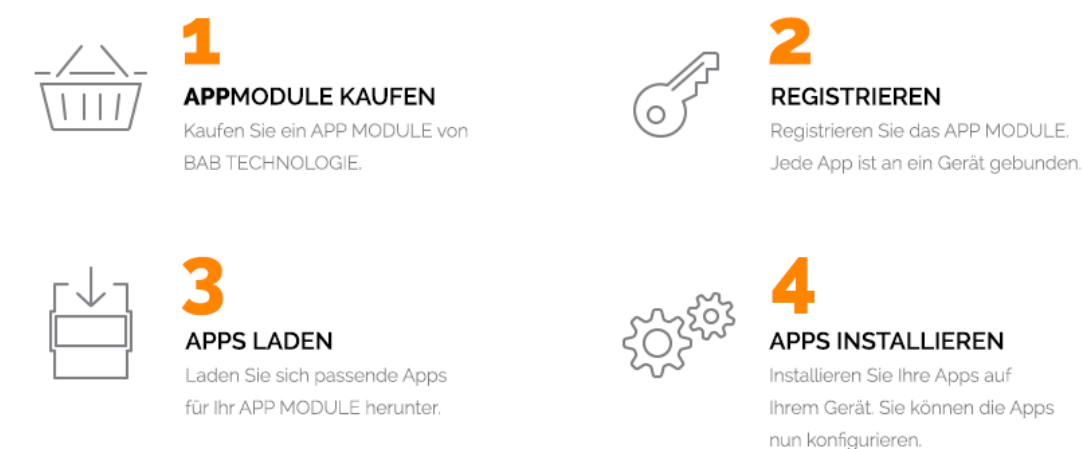 1
APPMODULE KAUFEN
Kaufen Sie ein APP MODULE von
BAB TECHNOLOGIE.
2
REGISTRIEREN
Registrieren Sie das APP MODULE.
Jede App ist an ein Gerät gebunden.
3
APPS LADEN
Laden Sie sich passende Apps
für Ihr APP MODULE herunter.
4
APPS INSTALLIEREN
Installieren Sie Ihre Apps auf
Ihrem Gerät. Sie können die Apps
nun konfigurieren.